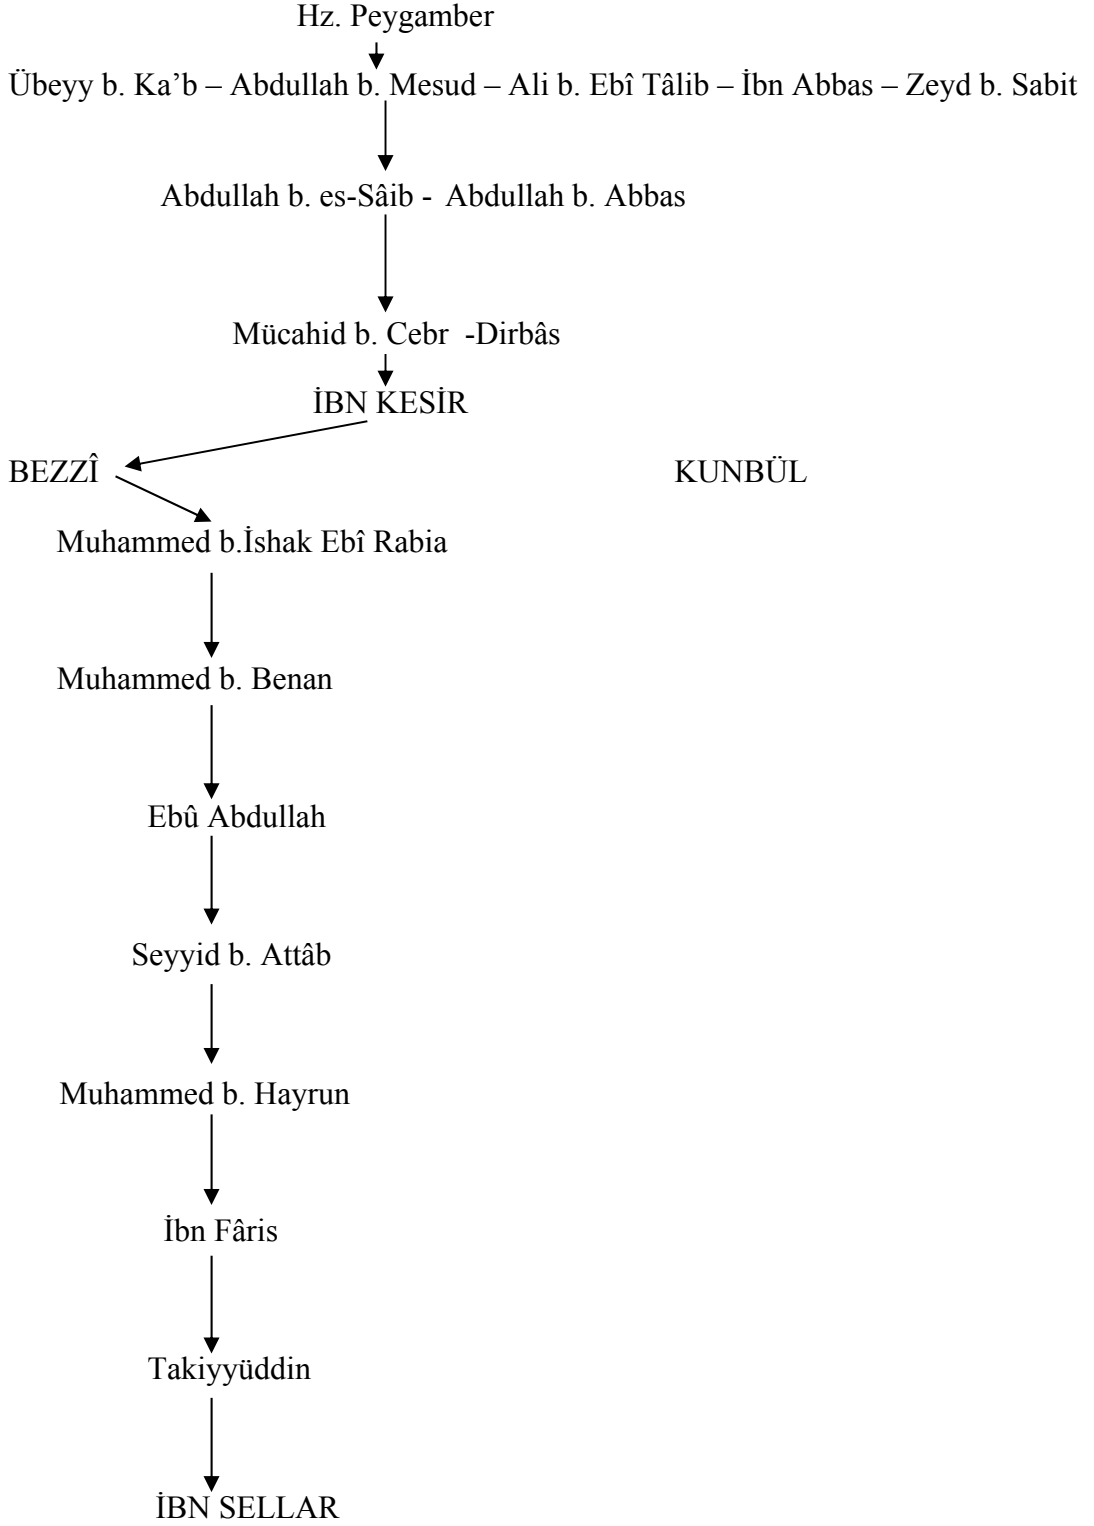 Hz. Peygamber
Übeyy b. Ka’b – Abdullah b. Mesud – Ali b. Ebî Tâlib – İbn Abbas – Zeyd b. Sabit
Abdullah b. es-Sâib - Abdullah b. Abbas
Mücahid b. Cebr -Dirbâs
İBN KESİR
BEZZÎ KUNBÜL
Muhammed b.İshak Ebî Rabia
Muhammed b. Benan
Ebû Abdullah
Seyyid b. Attâb
Muhammed b. Hayrun
İbn Fâris
Takiyyüddin
İBN SELLAR